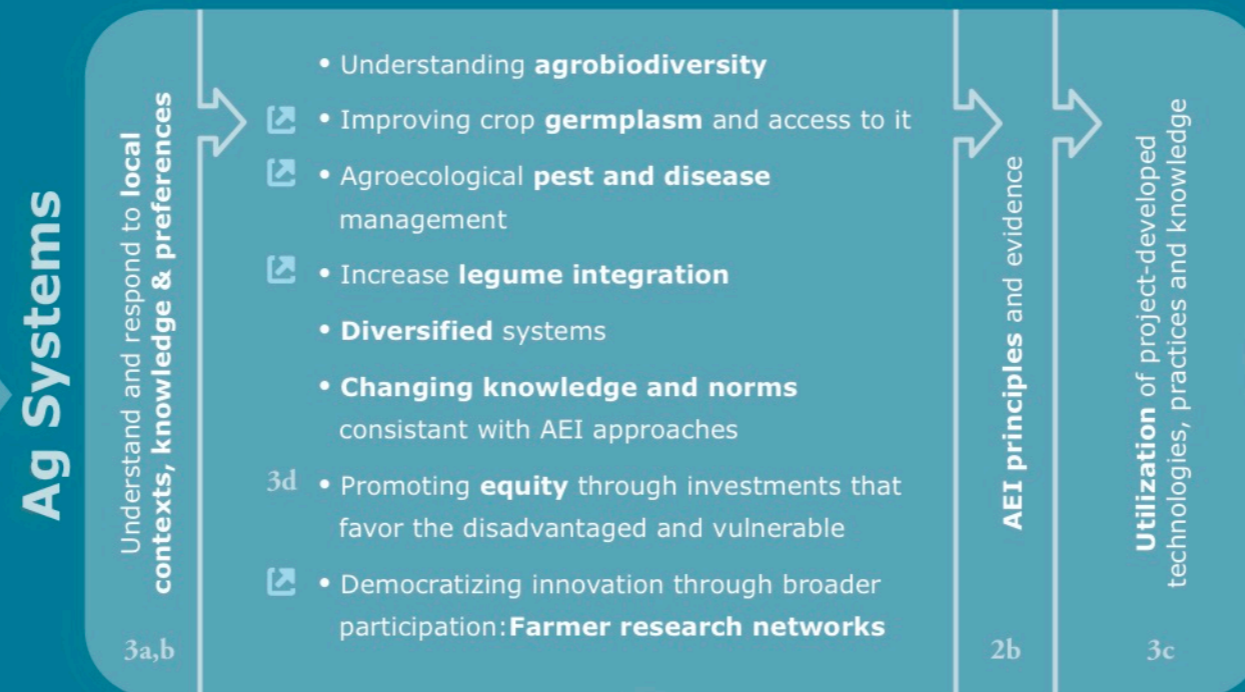 Ag Systems
Understand and respond to local
contexts, knowledge & preferences
3a,b
• Understanding agrobiodiversity
• Improving crop germplasm and access to it
• Agroecological pest and disease
management
• Increase legume integration
• Diversified systems
• Changing knowledge and norms
consistant with AEI approaches
3d • Promoting equity through investments that
favor the disadvantaged and vulnerable
• Democratizing innovation through broader
participation:Farmer research networks
AEI principles and evidence
2b
Utilization of project-developed
technologies, practices and knowledge
3c